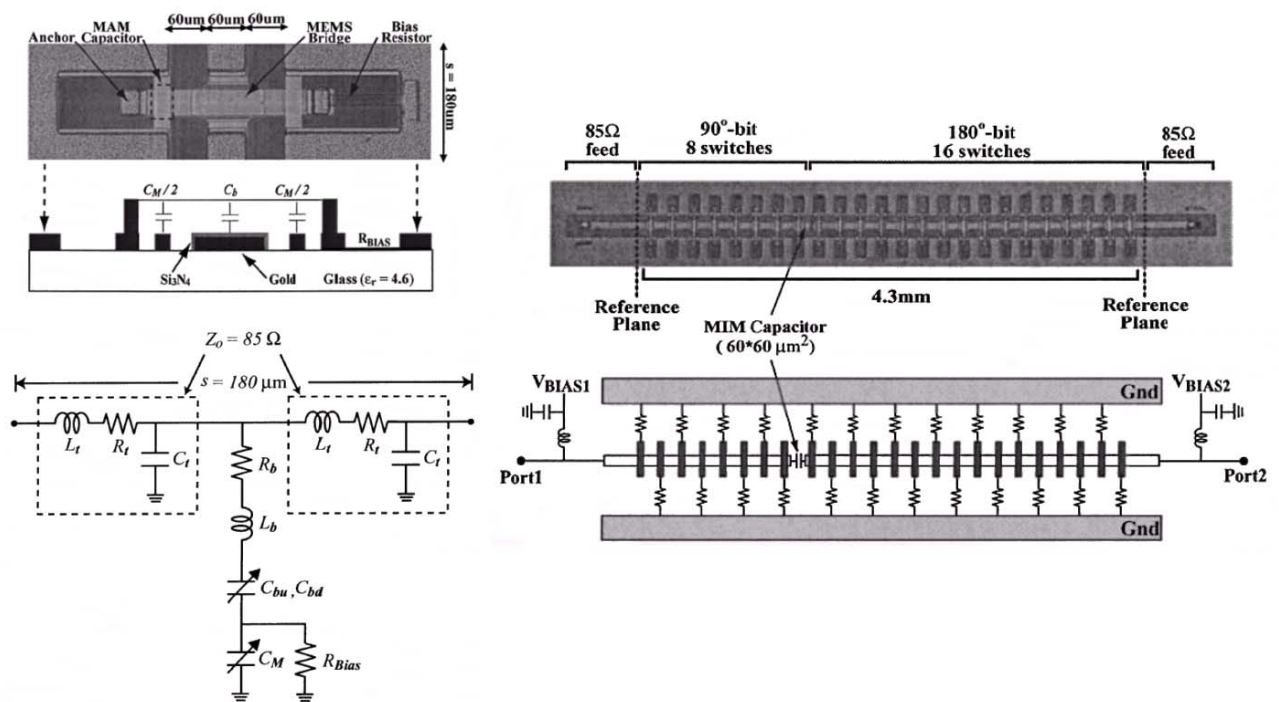 60um 60um 60um
MAM
Capacitor
Anchor
MEMS
Bridge
Bias
Resistor
s = 180um
C_M/2 C_b C_M/2
R_BIAS
Si₃N₄
Gold
Glass (ε_r = 4.6)
Z_o = 85 Ω
s = 180 μm
L_t R_t C_t
R_b
L_t R_t C_t
L_b
C_bu , C_bd
C_M
R_Bias
85Ω
feed
90°-bit
8 switches
180°-bit
16 switches
85Ω
feed
4.3mm
Reference
Plane
Reference
Plane
MIM Capacitor
( 60*60 μm²)
V_BIAS1
V_BIAS2
Gnd
Port1
Port2
Gnd